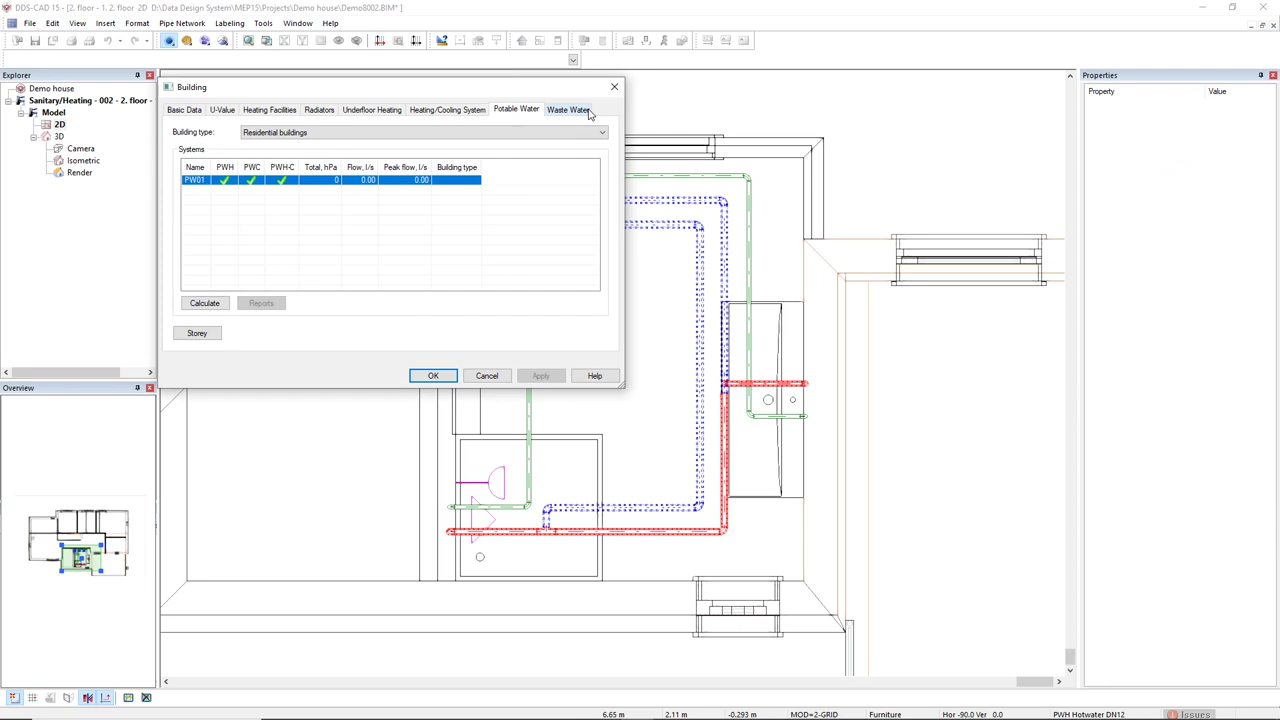 DDS-CAD 15 - [2. floor - 1. 2. floor  2D  D:\Data Design System\MEP15\Projects\Demo house\Demo8002.BIM*]
File Edit View Insert Format Pipe Network Labeling Tools Window Help
Explorer
Demo house
Sanitary/Heating - 002 - 2. floor -
Model
2D
3D
Camera
Isometric
Render
Overview
Building
Basic Data U-Value Heating Facilities Radiators Underfloor Heating Heating/Cooling System Potable Water Waste Water
Building type: Residential buildings
Systems
Name PWH PWC PWH-C Total, hPa Flow, l/s Peak flow, l/s Building type
PW01 0 0.00 0.00
Calculate Reports
Storey
OK Cancel Apply Help
Properties
Property Value
6.65 m 2.11 m -0.293 m MOD=2-GRID Furniture Hor -90.0 Ver 0.0 PWH Hotwater DN12 Issues